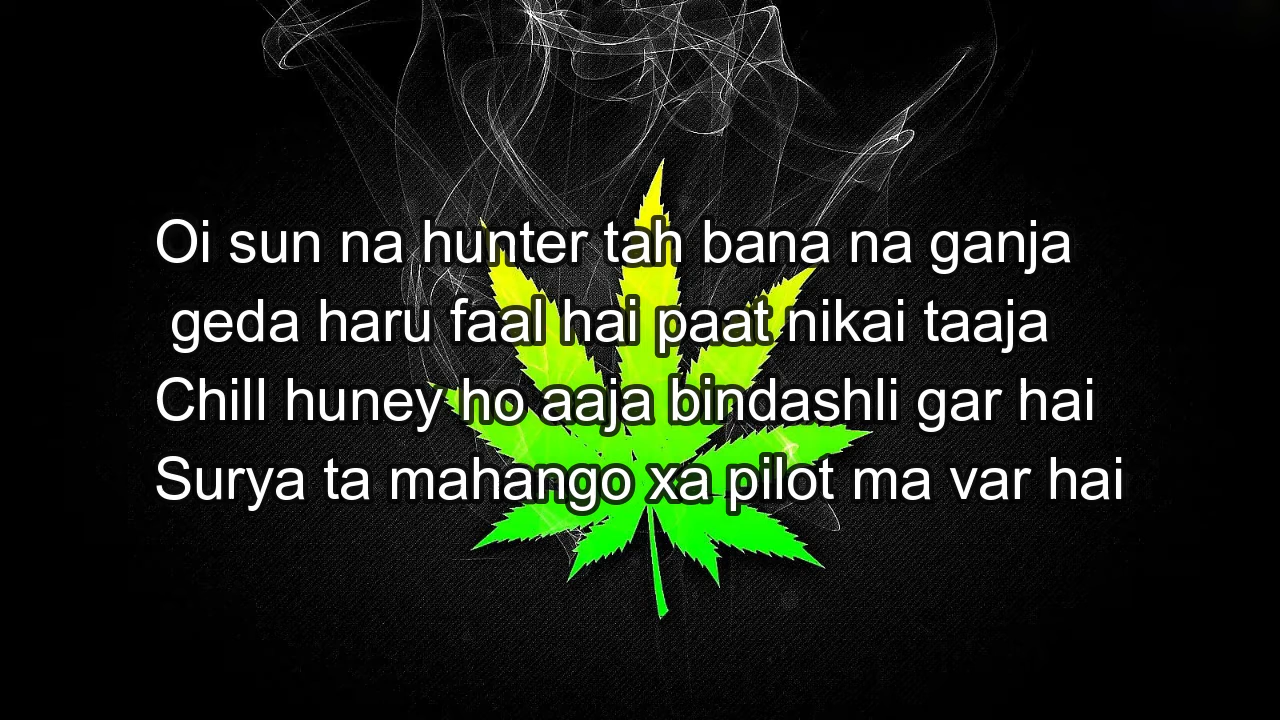 Oi sun na hunter tah bana na ganja
geda haru faal hai paat nikai taaja
Chill huney ho aaja bindashli gar hai
Surya ta mahango xa pilot ma var hai